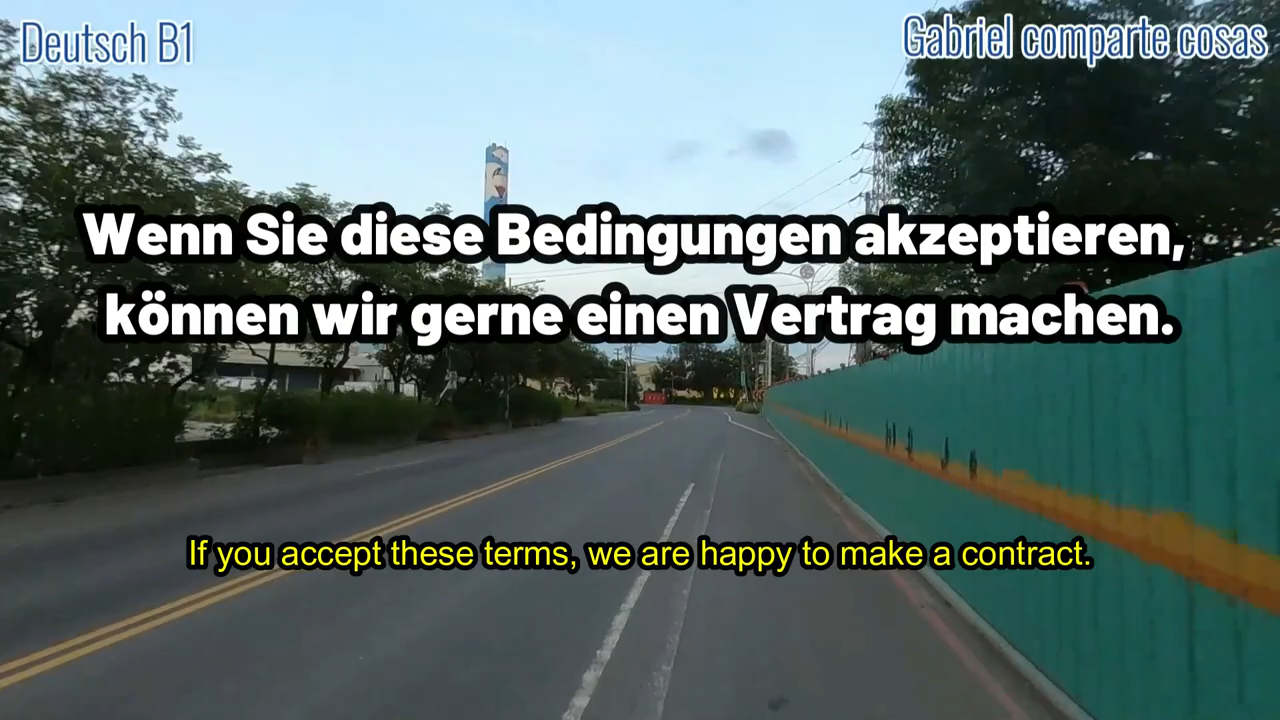 Deutsch B1
Gabriel comparte cosas
Wenn Sie diese Bedingungen akzeptieren,
können wir gerne einen Vertrag machen.
If you accept these terms, we are happy to make a contract.